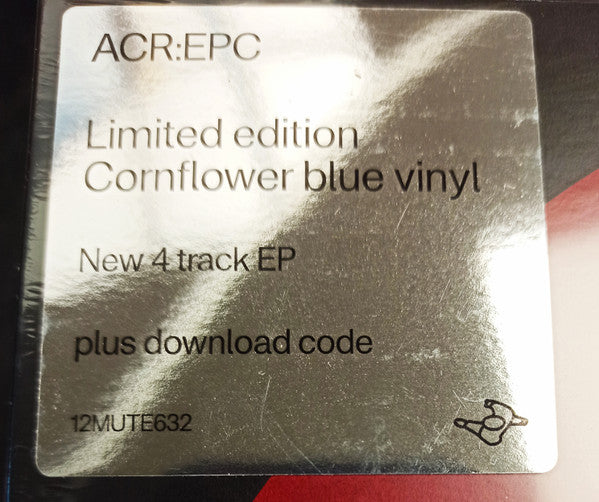 ACR:EPC
Limited edition
Cornflower blue vinyl
New 4 track EP
plus download code
12MUTE632